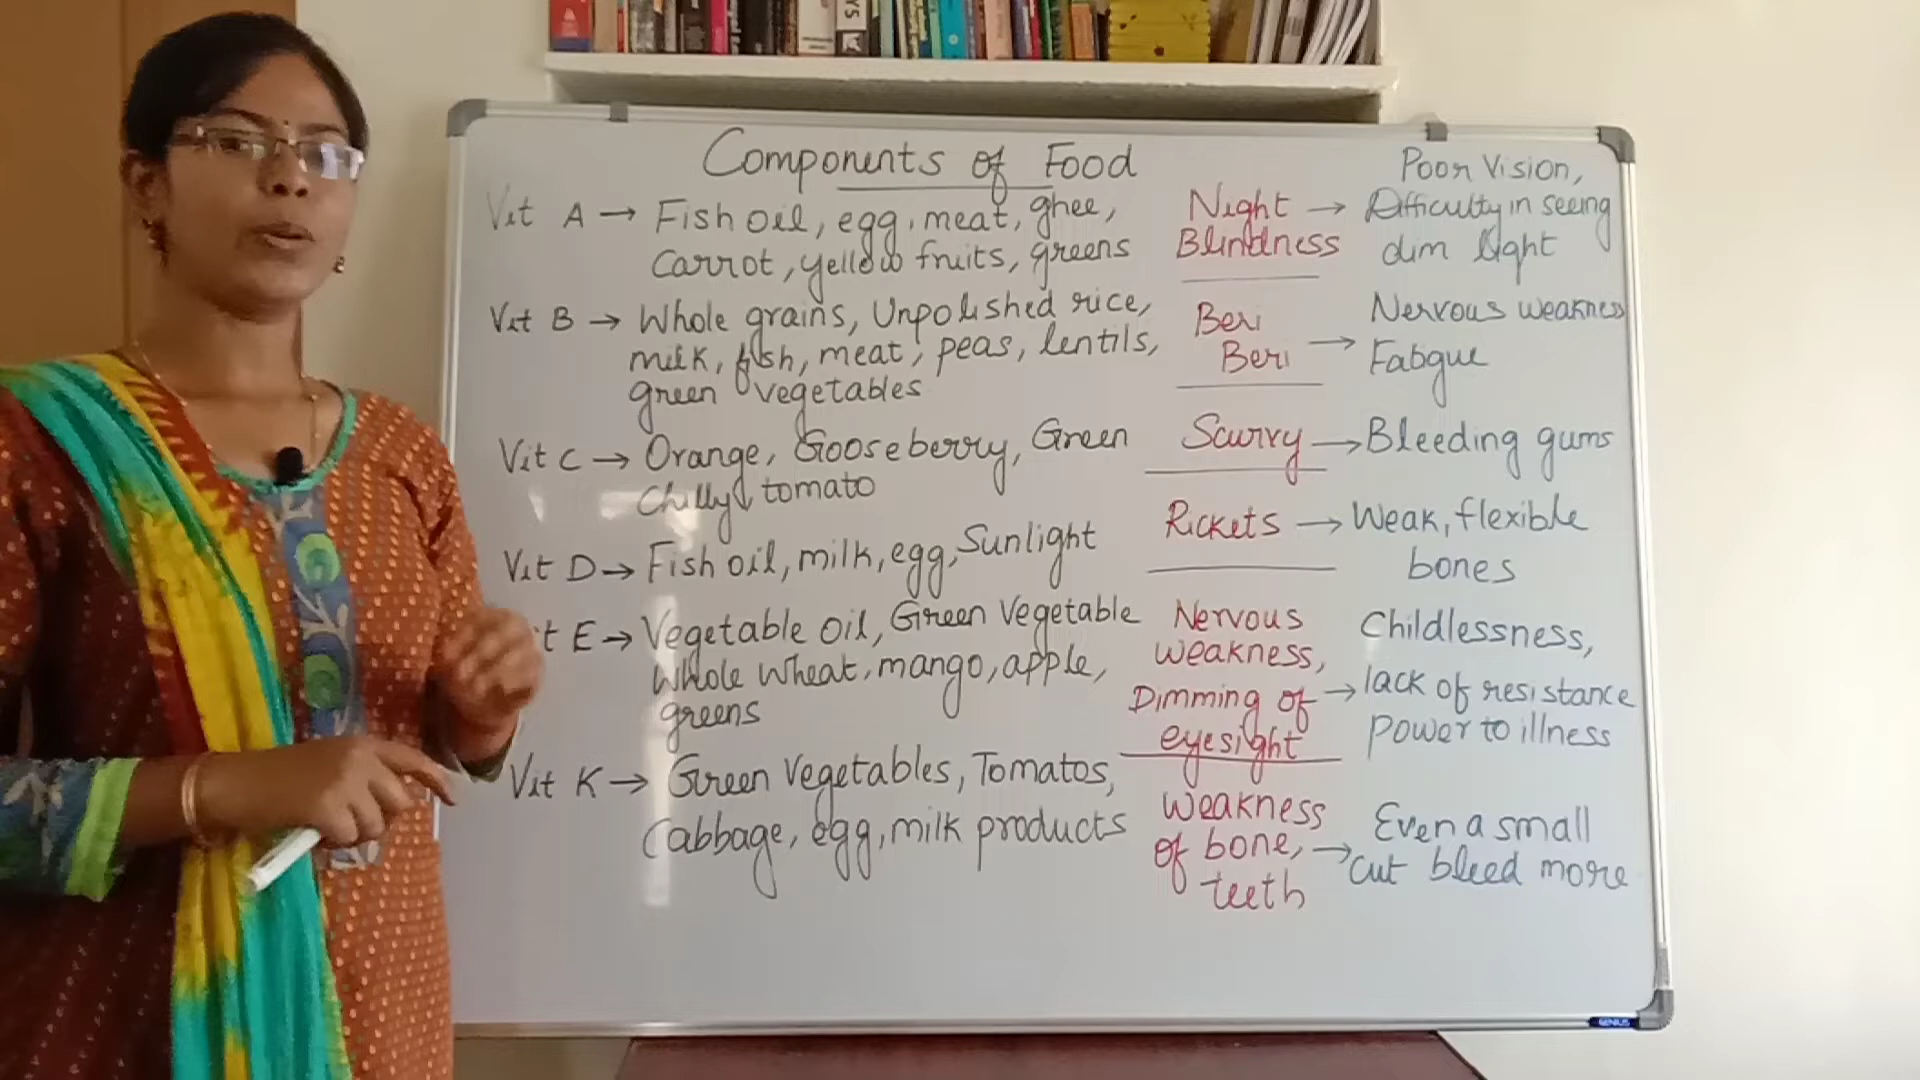 Components of Food
Vit A → Fish oil, egg, meat, ghee,
Carrot, yellow fruits, greens
Night
Blindness → Poor Vision,
Difficulty in seeing
dim light
Vit B → Whole grains, Unpolished rice,
milk, fish, meat, peas, lentils,
green vegetables
Beri
Beri → Nervous weakness
Fatigue
Vit C → Orange, Gooseberry, Green
Chilly, tomato
Scurvy → Bleeding gums
Vit D → Fish oil, milk, egg, Sunlight
Rickets → Weak, flexible
bones
t E → Vegetable oil, Green Vegetable
Whole wheat, mango, apple,
greens
Nervous
weakness,
Dimming of
eyesight → Childlessness,
lack of resistance
Power to illness
Vit K → Green Vegetables, Tomatos,
Cabbage, egg, milk products
Weakness
of bone,
teeth → Even a small
cut bleed more
GENIUS